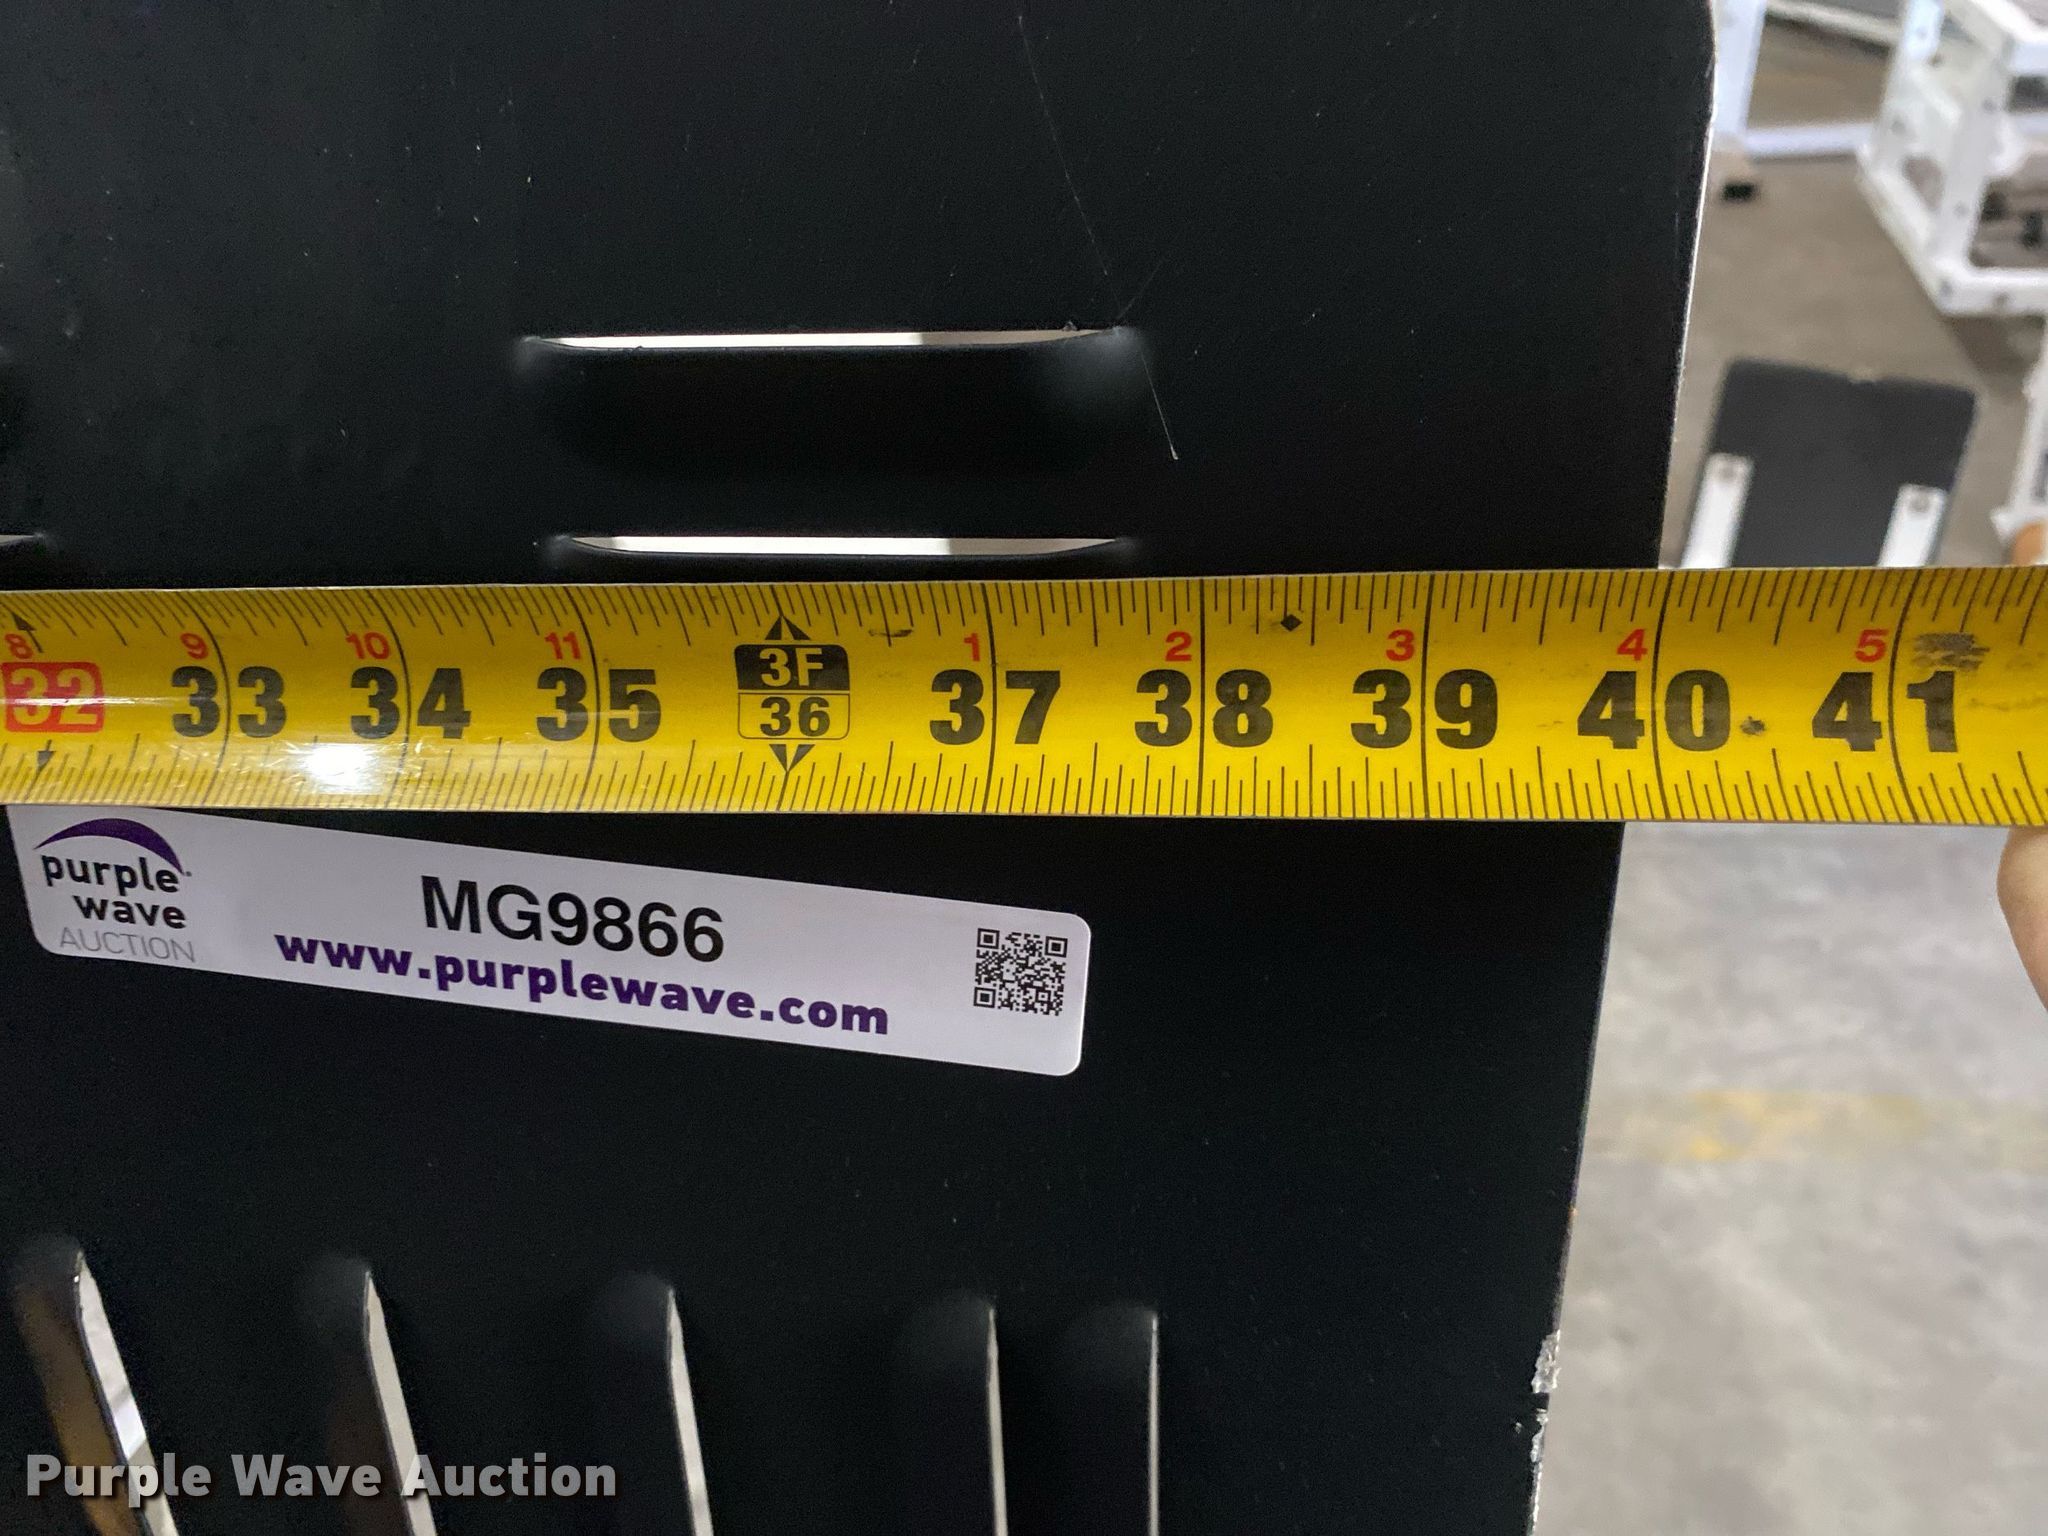 8 9 10 11 3F 1 2 3 4 5
32 33 34 35 36 37 38 39 40 41
purple wave AUCTION
MG9866
www.purplewave.com
Purple Wave Auction